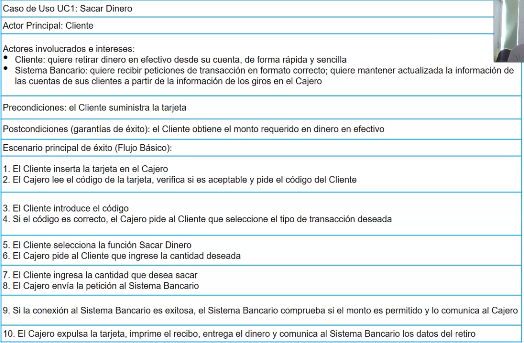 Caso de Uso UC1: Sacar Dinero
Actor Principal: Cliente
Actores involucrados e intereses:
• Cliente: quiere retirar dinero en efectivo desde su cuenta, de forma rápida y sencilla
• Sistema Bancario: quiere recibir peticiones de transacción en formato correcto; quiere mantener actualizada la información de
las cuentas de sus clientes a partir de la información de los giros en el Cajero
Precondiciones: el Cliente suministra la tarjeta
Postcondiciones (garantías de éxito): el Cliente obtiene el monto requerido en dinero en efectivo
Escenario principal de éxito (Flujo Básico):
1. El Cliente inserta la tarjeta en el Cajero
2. El Cajero lee el código de la tarjeta, verifica si es aceptable y pide el código del Cliente
3. El Cliente introduce el código
4. Si el código es correcto, el Cajero pide al Cliente que seleccione el tipo de transacción deseada
5. El Cliente selecciona la función Sacar Dinero
6. El Cajero pide al Cliente que ingrese la cantidad deseada
7. El Cliente ingresa la cantidad que desea sacar
8. El Cajero envía la petición al Sistema Bancario
9. Si la conexión al Sistema Bancario es exitosa, el Sistema Bancario comprueba si el monto es permitido y lo comunica al Cajero
10. El Cajero expulsa la tarjeta, imprime el recibo, entrega el dinero y comunica al Sistema Bancario los datos del retiro